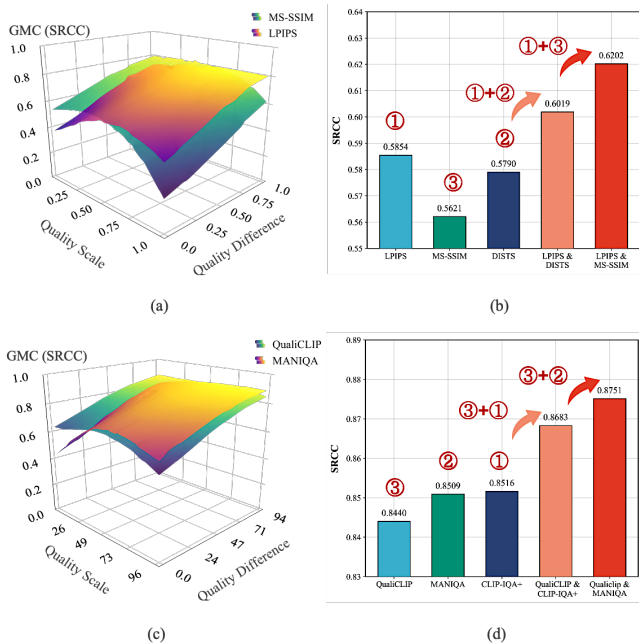 GMC (SRCC)
MS-SSIM
LPIPS
1.0
0.8
0.6
0.4
0.2
0.0
0.25
0.50
0.75
1.0
Quality Scale
0.0
0.25
0.50
0.75
1.0
Quality Difference
(a)
SRCC
0.64
0.63
0.62
0.61
0.60
0.59
0.58
0.57
0.56
0.55
① 0.5854
③ 0.5621
② 0.5790
①+② 0.6019
①+③ 0.6202
LPIPS
MS-SSIM
DISTS
LPIPS &
DISTS
LPIPS &
MS-SSIM
(b)
GMC (SRCC)
QualiCLIP
MANIQA
1.0
0.8
0.6
0.4
0.2
0.0
26
49
73
96
Quality Scale
0.0
24
47
71
94
Quality Difference
(c)
SRCC
0.89
0.88
0.87
0.86
0.85
0.84
0.83
③ 0.8440
② 0.8509
① 0.8516
③+① 0.8683
③+② 0.8751
QualiCLIP
MANIQA
CLIP-IQA+
QualiCLIP &
CLIP-IQA+
Qualiclip &
MANIQA
(d)